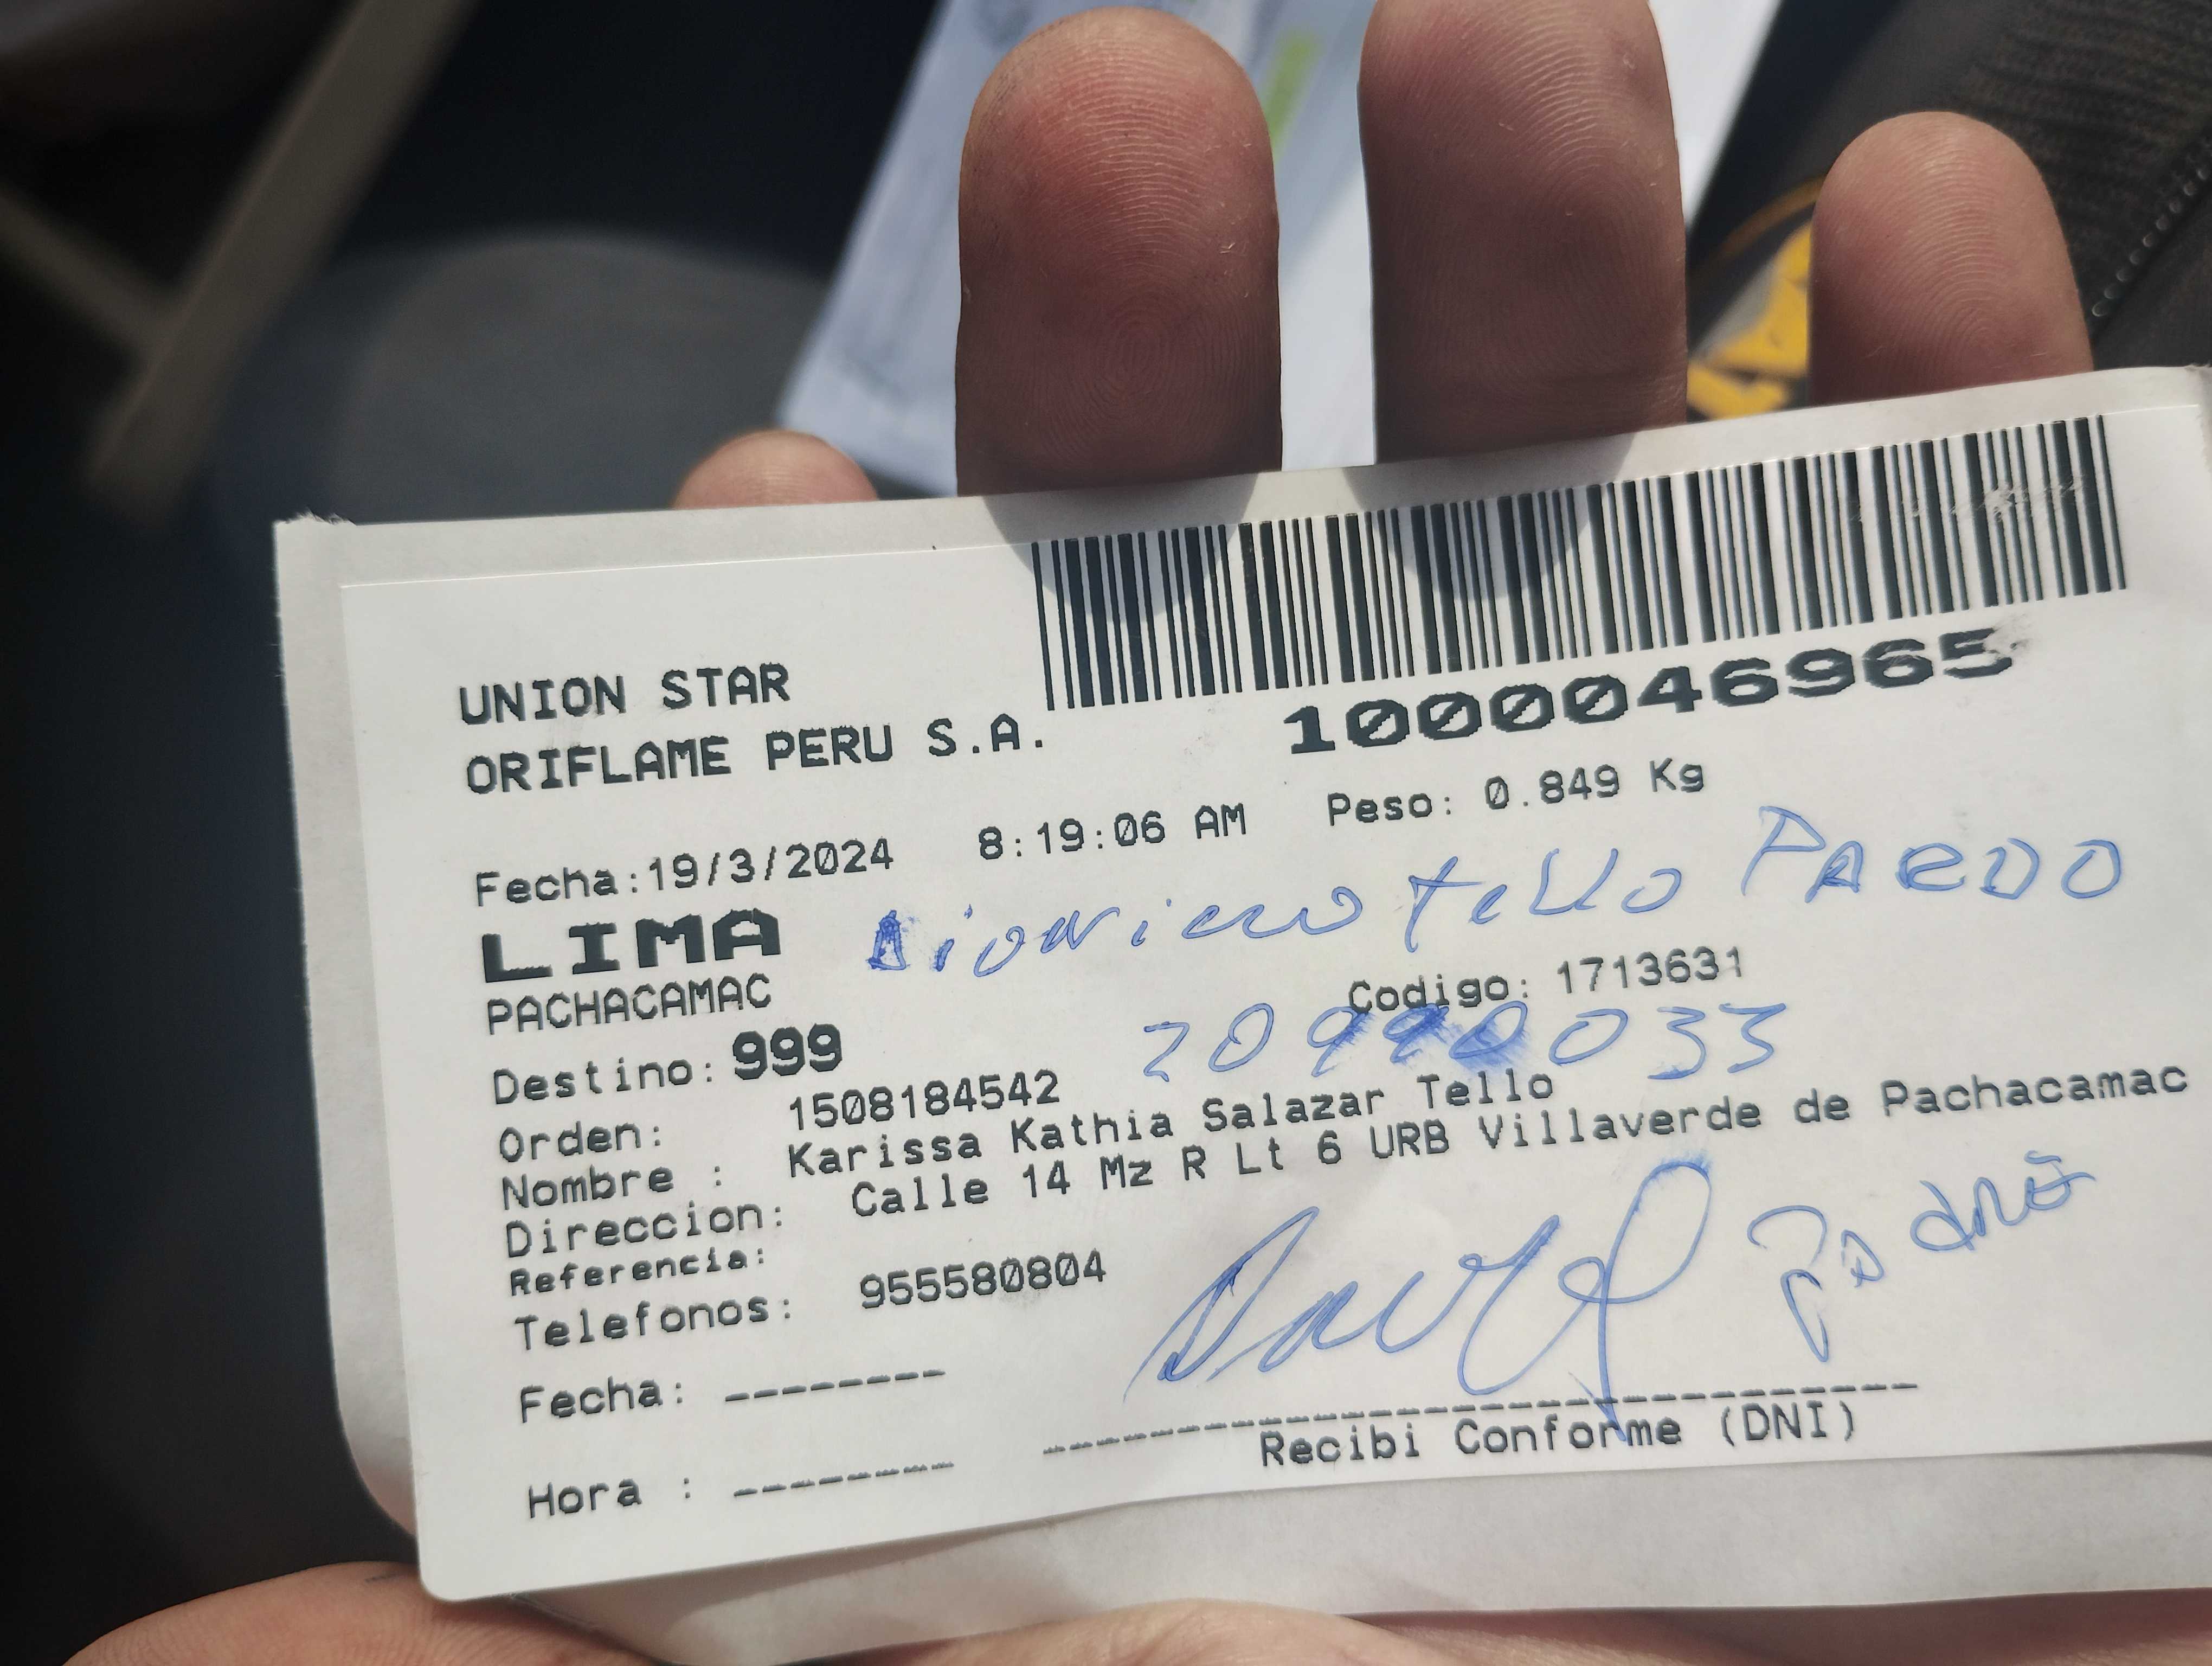 UNION STAR
ORIFLAME PERU S.A.
1000046965
Fecha:19/3/2024 8:19:06 AM Peso: 0.849 Kg
LIMA
Tello PARDO
PACHACAMAC
Codigo: 1713631
Destino: 999
Orden: 1508184542
Nombre : Karissa Kathia Salazar Tello
Direccion: Calle 14 Mz R Lt 6 URB Villaverde de Pachacamac
Referencia:
Telefonos: 955580804
Fecha: --------
Recibi Conforme (DNI)
Hora : --------